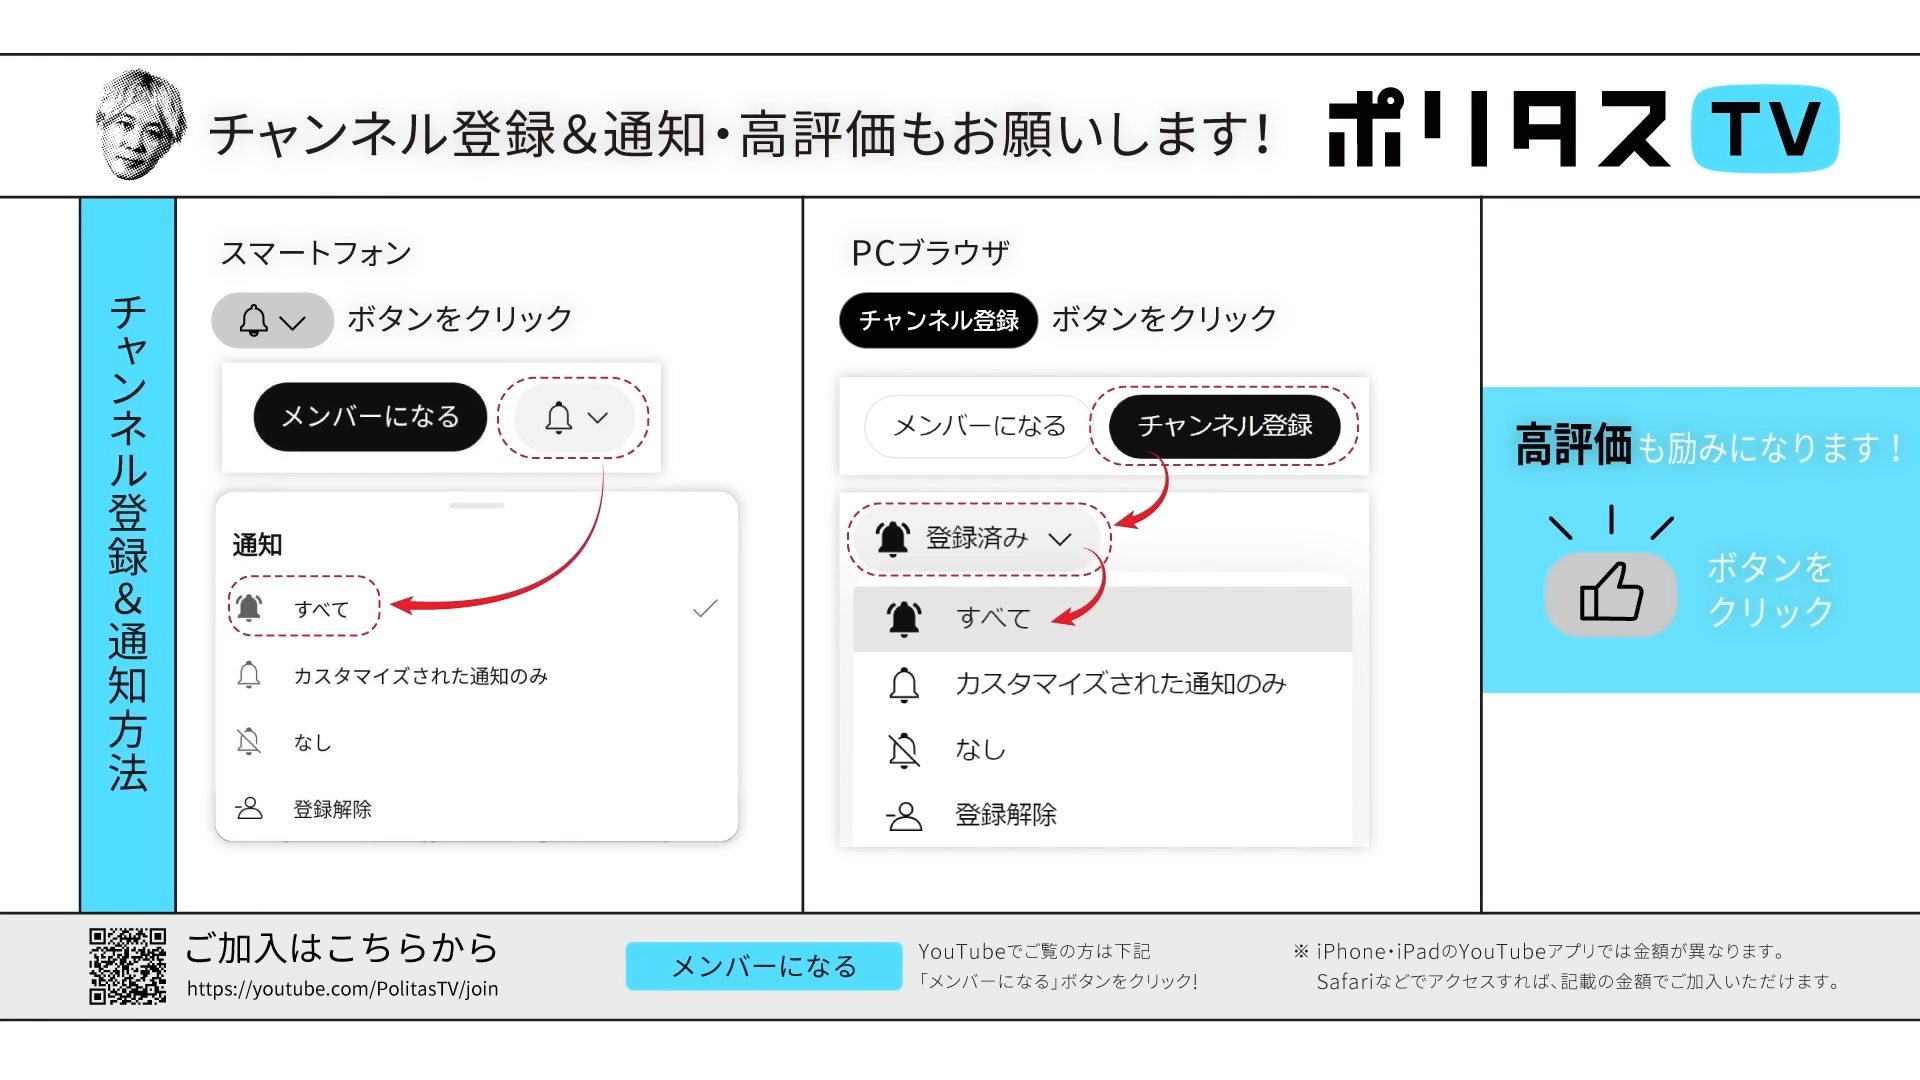 チャンネル登録＆通知・高評価もお願いします！
ポリタスTV
チャンネル登録＆通知方法
スマートフォン
ボタンをクリック
メンバーになる
通知
すべて
カスタマイズされた通知のみ
なし
登録解除
PCブラウザ
チャンネル登録 ボタンをクリック
メンバーになる チャンネル登録
登録済み
すべて
カスタマイズされた通知のみ
なし
登録解除
高評価も励みになります！
ボタンを
クリック
ご加入はこちらから
https://youtube.com/PolitasTV/join
メンバーになる
YouTubeでご覧の方は下記
「メンバーになる」ボタンをクリック！
※ iPhone・iPadのYouTubeアプリでは金額が異なります。
Safariなどでアクセスすれば、記載の金額でご加入いただけます。